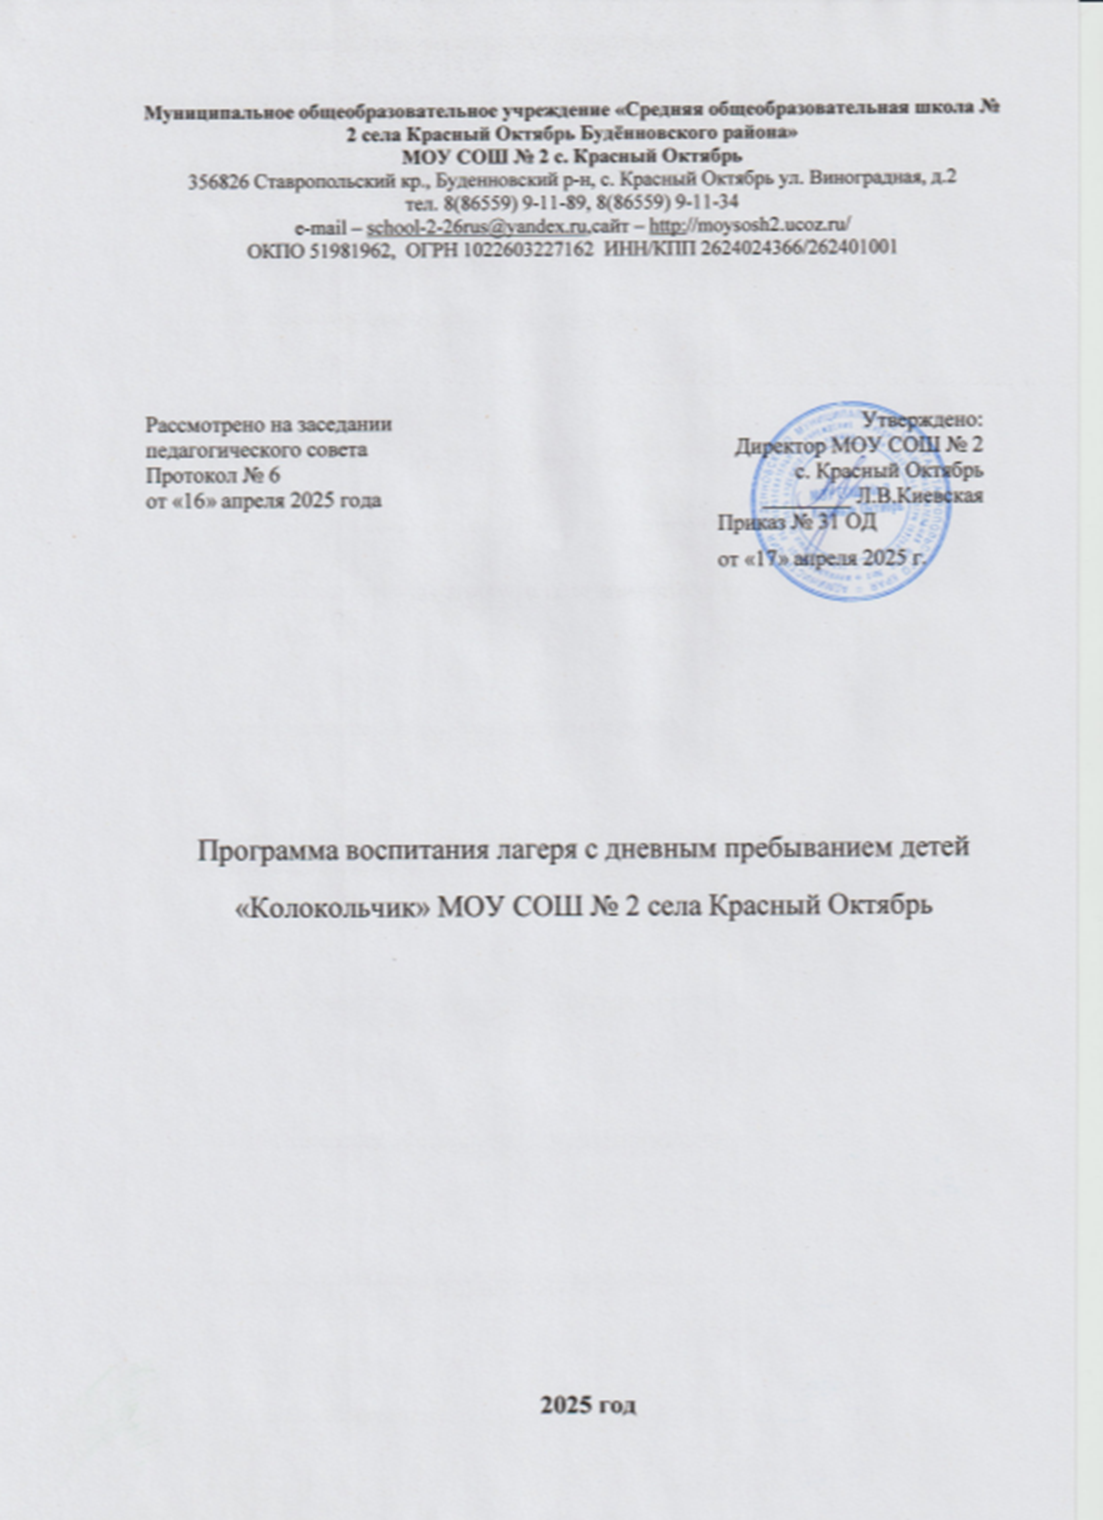 Муниципальное общеобразовательное учреждение «Средняя общеобразовательная школа №
2 села Красный Октябрь Будённовского района»
МОУ СОШ № 2 с. Красный Октябрь
356826 Ставропольский кр., Буденновский р-н, с. Красный Октябрь ул. Виноградная, д.2
тел. 8(86559) 9-11-89, 8(86559) 9-11-34
e-mail – school-2-26rus@yandex.ru,сайт – http://moysosh2.ucoz.ru/
ОКПО 51981962, ОГРН 1022603227162 ИНН/КПП 2624024366/262401001
Рассмотрено на заседании
педагогического совета
Протокол № 6
от «16» апреля 2025 года
Утверждено:
Директор МОУ СОШ № 2
с. Красный Октябрь
________ Л.В.Киевская
Приказ № 31 ОД
от «17» апреля 2025 г.
Программа воспитания лагеря с дневным пребыванием детей
«Колокольчик» МОУ СОШ № 2 села Красный Октябрь
2025 год